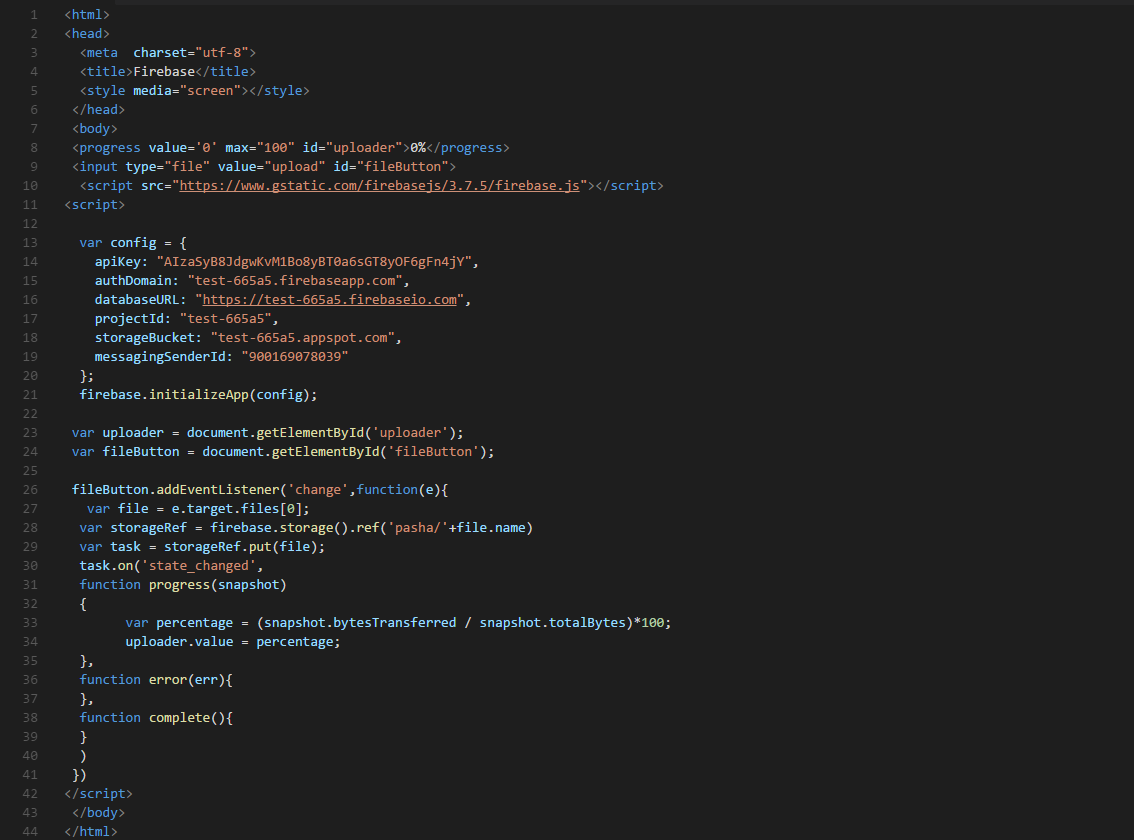 1 <html>
2 <head>
3 <meta  charset="utf-8">
4 <title>Firebase</title>
5 <style media="screen"></style>
6 </head>
7 <body>
8 <progress value='0' max="100" id="uploader">0%</progress>
9 <input type="file" value="upload" id="fileButton">
10 <script src="https://www.gstatic.com/firebasejs/3.7.5/firebase.js"></script>
11 <script>
12
13 var config = {
14 apiKey: "AIzaSyB8JdgwKvM1Bo8yBT0a6sGT8yOF6gFn4jY",
15 authDomain: "test-665a5.firebaseapp.com",
16 databaseURL: "https://test-665a5.firebaseio.com",
17 projectId: "test-665a5",
18 storageBucket: "test-665a5.appspot.com",
19 messagingSenderId: "900169078039"
20 };
21 firebase.initializeApp(config);
22
23 var uploader = document.getElementById('uploader');
24 var fileButton = document.getElementById('fileButton');
25
26 fileButton.addEventListener('change',function(e){
27 var file = e.target.files[0];
28 var storageRef = firebase.storage().ref('pasha/'+file.name)
29 var task = storageRef.put(file);
30 task.on('state_changed',
31 function progress(snapshot)
32 {
33 var percentage = (snapshot.bytesTransferred / snapshot.totalBytes)*100;
34 uploader.value = percentage;
35 },
36 function error(err){
37 },
38 function complete(){
39 }
40 )
41 })
42 </script>
43 </body>
44 </html>